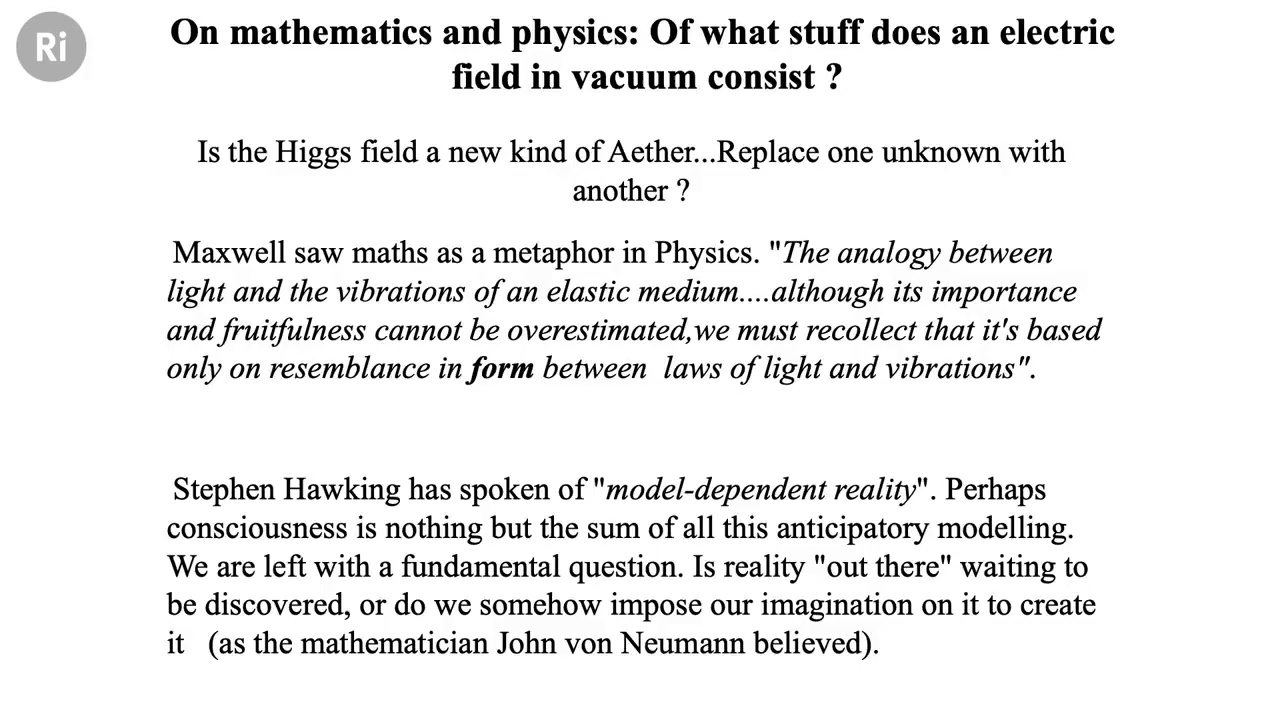 Ri
On mathematics and physics: Of what stuff does an electric
field in vacuum consist ?
Is the Higgs field a new kind of Aether...Replace one unknown with
another ?
Maxwell saw maths as a metaphor in Physics. "The analogy between
light and the vibrations of an elastic medium....although its importance
and fruitfulness cannot be overestimated,we must recollect that it's based
only on resemblance in form between laws of light and vibrations".
Stephen Hawking has spoken of "model-dependent reality". Perhaps
consciousness is nothing but the sum of all this anticipatory modelling.
We are left with a fundamental question. Is reality "out there" waiting to
be discovered, or do we somehow impose our imagination on it to create
it (as the mathematician John von Neumann believed).